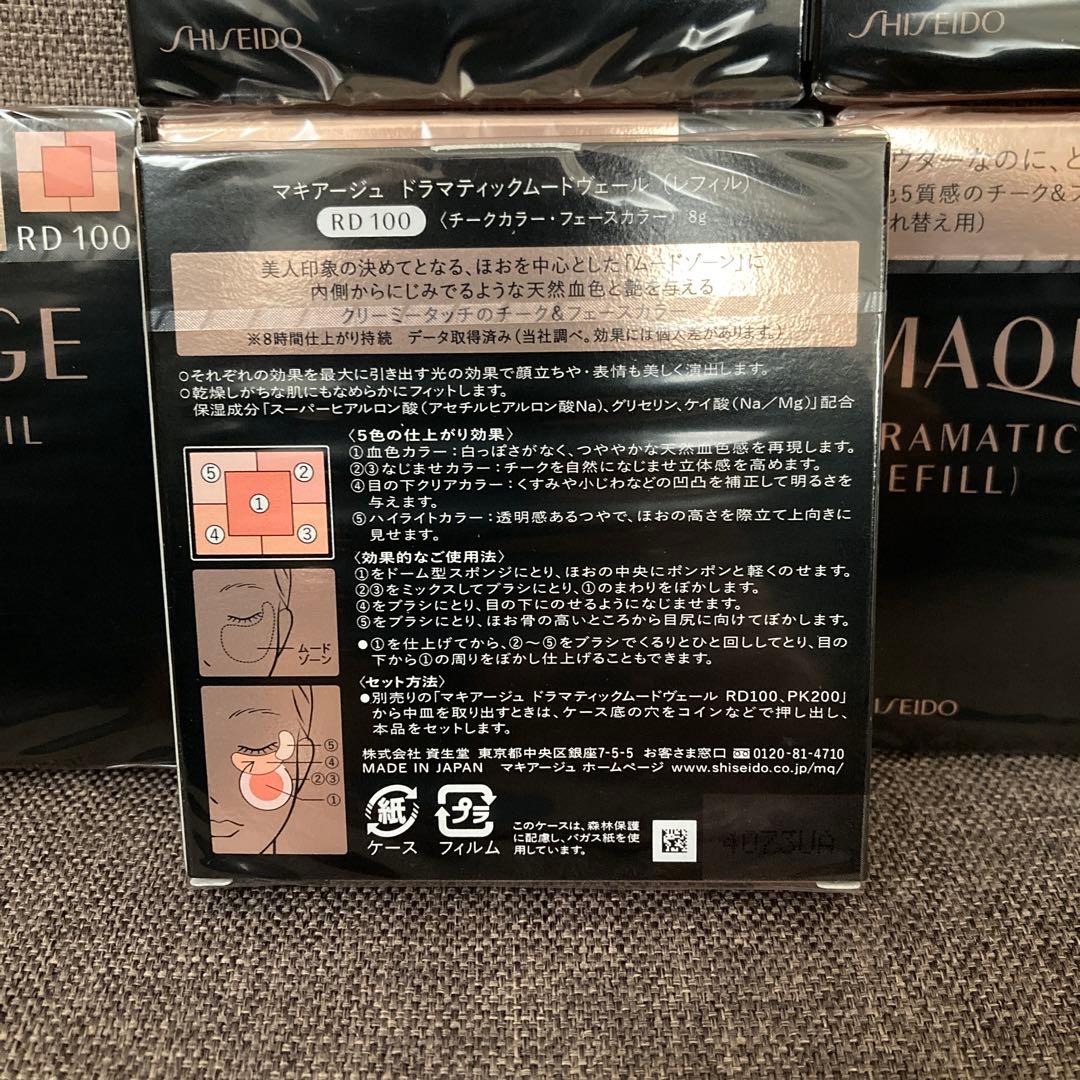 SHISEIDO
SHISEIDO
RD 100
GE
IL
マキアージュ ドラマティックムードヴェール (レフィル)
RD 100 〈チークカラー・フェースカラー〉 8g
美人印象の決めてとなる、ほおを中心とした「ムードゾーン」に
内側からにじみでるような天然血色と艶を与える
クリーミータッチのチーク&フェースカラー
※8時間仕上がり持続 データ取得済み(当社調べ。効果には個人差があります。)
○それぞれの効果を最大に引き出す光の効果で顔立ちや・表情も美しく演出します。
○乾燥しがちな肌にもなめらかにフィットします。
保湿成分「スーパーヒアルロン酸(アセチルヒアルロン酸Na)、グリセリン、ケイ酸(Na/Mg)」配合
〈5色の仕上がり効果〉
①血色カラー:白っぽさがなく、つややかな天然血色感を再現します。
②③なじませカラー:チークを自然になじませ立体感を高めます。
④目の下クリアカラー:くすみや小じわなどの凹凸を補正して明るさを
与えます。
⑤ハイライトカラー:透明感あるつやで、ほおの高さを際立て上向きに
見せます。
⑤ ②
①
④ ③
〈効果的なご使用法〉
①をドーム型スポンジにとり、ほおの中央にポンポンと軽くのせます。
②③をミックスしてブラシにとり、①のまわりをぼかします。
④をブラシにとり、目の下にのせるようになじませます。
⑤をブラシにとり、ほお骨の高いところから目尻に向けてぼかします。
●①を仕上げてから、②~⑤をブラシでくるりとひと回ししてとり、目の
下から①の周りをぼかし仕上げることもできます。
ムード
ゾーン
〈セット方法〉
●別売りの「マキアージュ ドラマティックムードヴェール RD100、PK200」
から中皿を取り出すときは、ケース底の穴をコインなどで押し出し、
本品をセットします。
⑤
④
②③
①
株式会社 資生堂 東京都中央区銀座7-5-5 お客さま窓口 0120-81-4710
MADE IN JAPAN マキアージュ ホームページ www.shiseido.co.jp/mq/
紙 プラ
ケース フィルム
このケースは、森林保護
に配慮し、バガス紙を使
用しています。
4073UA
ウダーなのに、と
色5質感のチーク&フ
れ替え用)
MAQU
RAMATIC
EFILL)
ISEIDO